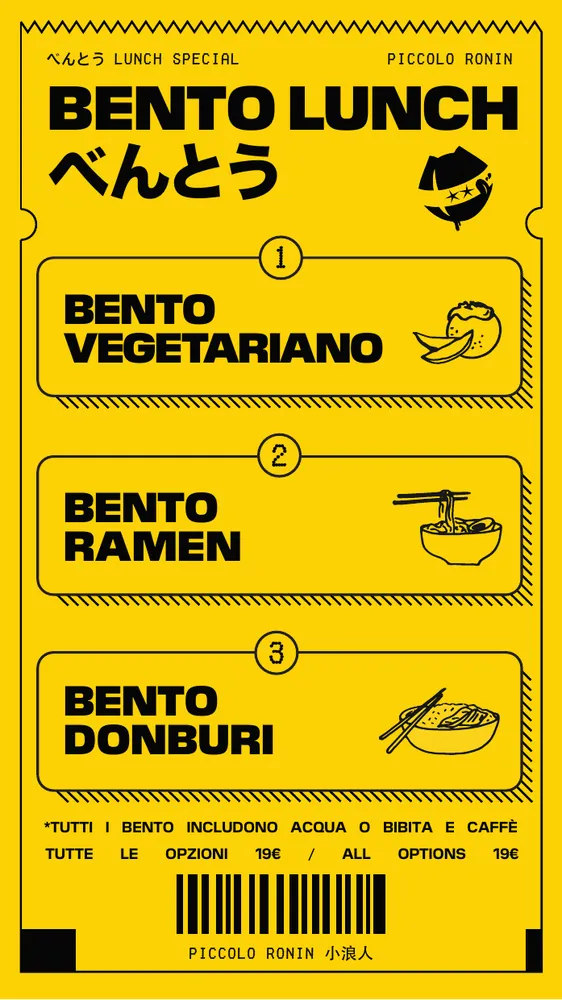 べんとう LUNCH SPECIAL
PICCOLO RONIN
BENTO LUNCH
べんとう
1
BENTO
VEGETARIANO
2
BENTO
RAMEN
3
BENTO
DONBURI
*TUTTI I BENTO INCLUDONO ACQUA O BIBITA E CAFFÈ
TUTTE LE OPZIONI 19€ / ALL OPTIONS 19€
PICCOLO RONIN 小浪人